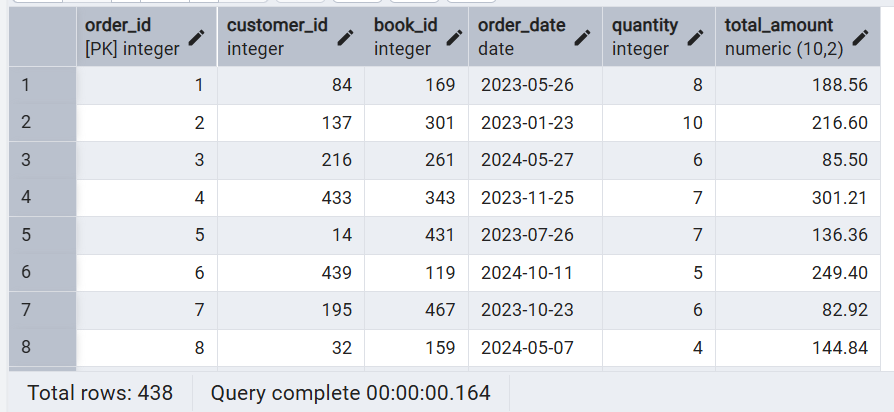 order_id customer_id book_id order_date quantity total_amount
[PK] integer integer integer date integer numeric (10,2)
1 1 84 169 2023-05-26 8 188.56
2 2 137 301 2023-01-23 10 216.60
3 3 216 261 2024-05-27 6 85.50
4 4 433 343 2023-11-25 7 301.21
5 5 14 431 2023-07-26 7 136.36
6 6 439 119 2024-10-11 5 249.40
7 7 195 467 2023-10-23 6 82.92
8 8 32 159 2024-05-07 4 144.84
Total rows: 438 Query complete 00:00:00.164